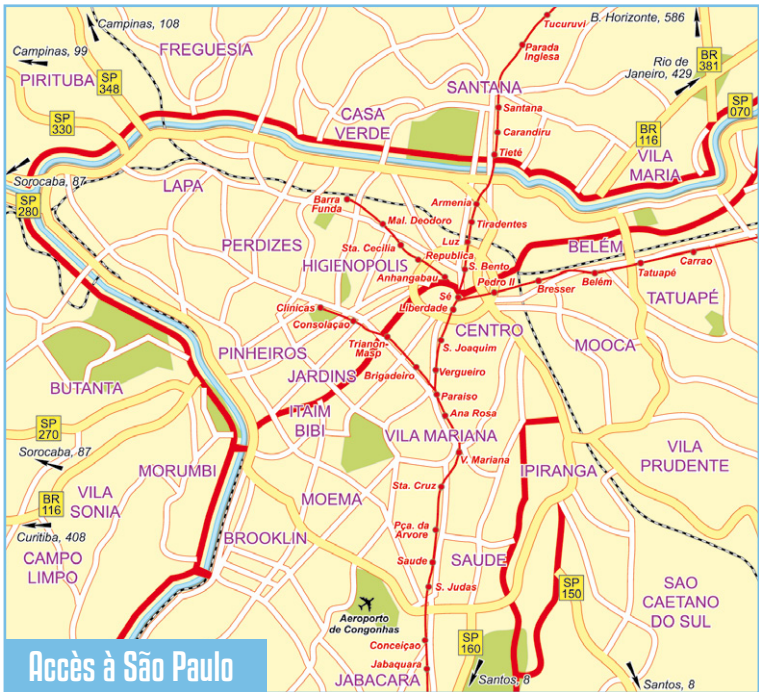 Tucuruvi
B. Horizonte, 586
Campinas, 108
Campinas, 99
FREGUESIA
Parada
Inglesa
BR
381
Rio de
Janeiro, 429
PIRITUBA
SP
348
SANTANA
SP
070
SP
330
CASA
VERDE
Santana
Carandiru
BR
116
Tieté
VILA
MARIA
Sorocaba, 87
LAPA
SP
280
Barra
Funda
Armenia
Mal. Deodoro
Tiradentes
PERDIZES
Luz
Sta. Cecilia
Republica
BELÉM
Carrao
HIGIENOPOLIS
S. Bento
Tatuapé
Anhangabau
Pedro II
Bresser
Belém
Sé
TATUAPÉ
Clinicas
Liberdade
Consolaçao
CENTRO
Trianon-
Masp
S. Joaquim
MOOCA
PINHEIROS
JARDINS
Brigadeiro
Vergueiro
BUTANTA
Paraiso
ITAIM
BIBI
Ana Rosa
SP
270
VILA MARIANA
Sorocaba, 87
V. Mariana
VILA
PRUDENTE
MORUMBI
IPIRANGA
Sta. Cruz
VILA
SONIA
BR
116
MOEMA
Pça. da
Arvore
Curitiba, 408
BROOKLIN
CAMPO
LIMPO
Saude
SAUDE
S. Judas
SP
150
SAO
CAETANO
DO SUL
Aeroporto
de Congonhas
Conceiçao
SP
160
Jabaquara
JABACARA
Santos, 8
Santos, 8
Accès à São Paulo